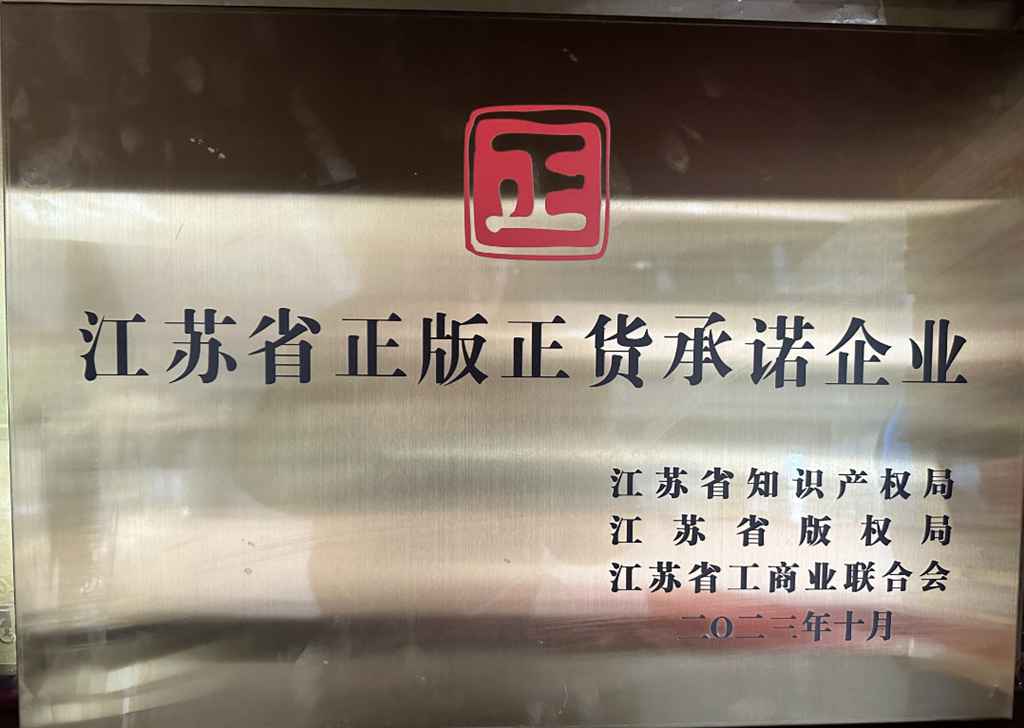 正
江苏省正版正货承诺企业
江苏省知识产权局
江苏省版权局
江苏省工商业联合会
二〇二三年十月